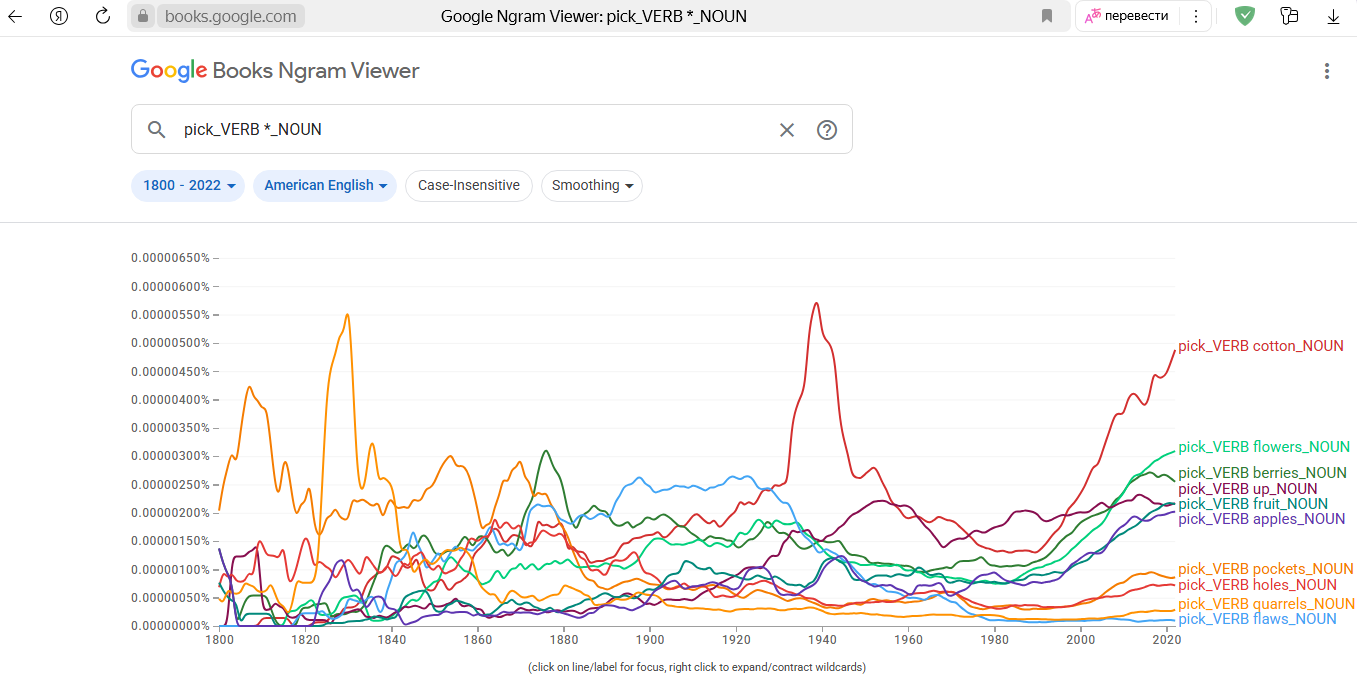 books.google.com
Google Ngram Viewer: pick_VERB *_NOUN
перевести
Google Books Ngram Viewer
pick_VERB *_NOUN
1800 - 2022
American English
Case-Insensitive
Smoothing
0.00000650%
0.00000600%
0.00000550%
0.00000500%
0.00000450%
0.00000400%
0.00000350%
0.00000300%
0.00000250%
0.00000200%
0.00000150%
0.00000100%
0.00000050%
0.00000000%
pick_VERB cotton_NOUN
pick_VERB flowers_NOUN
pick_VERB berries_NOUN
pick_VERB up_NOUN
pick_VERB fruit_NOUN
pick_VERB apples_NOUN
pick_VERB pockets_NOUN
pick_VERB holes_NOUN
pick_VERB quarrels_NOUN
pick_VERB flaws_NOUN
1800 1820 1840 1860 1880 1900 1920 1940 1960 1980 2000 2020
(click on line/label for focus, right click to expand/contract wildcards)